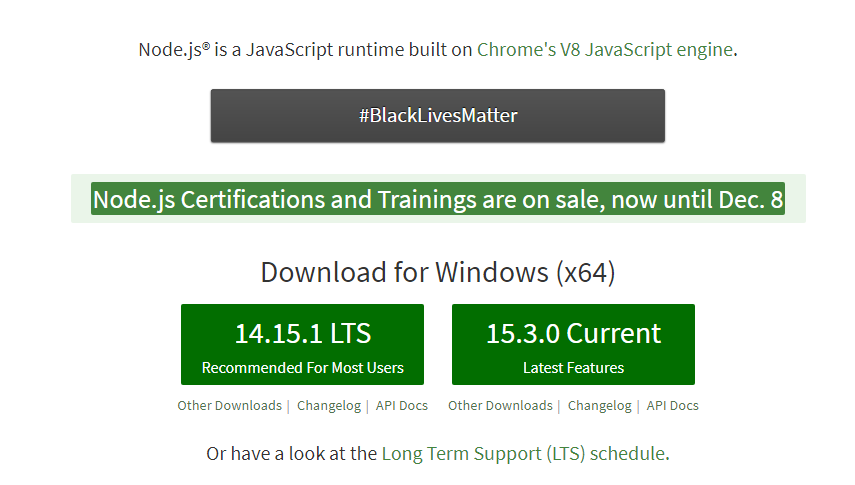 Node.js® is a JavaScript runtime built on Chrome's V8 JavaScript engine.
#BlackLivesMatter
Node.js Certifications and Trainings are on sale, now until Dec. 8
Download for Windows (x64)
14.15.1 LTS
Recommended For Most Users
15.3.0 Current
Latest Features
Other Downloads | Changelog | API Docs
Other Downloads | Changelog | API Docs
Or have a look at the Long Term Support (LTS) schedule.